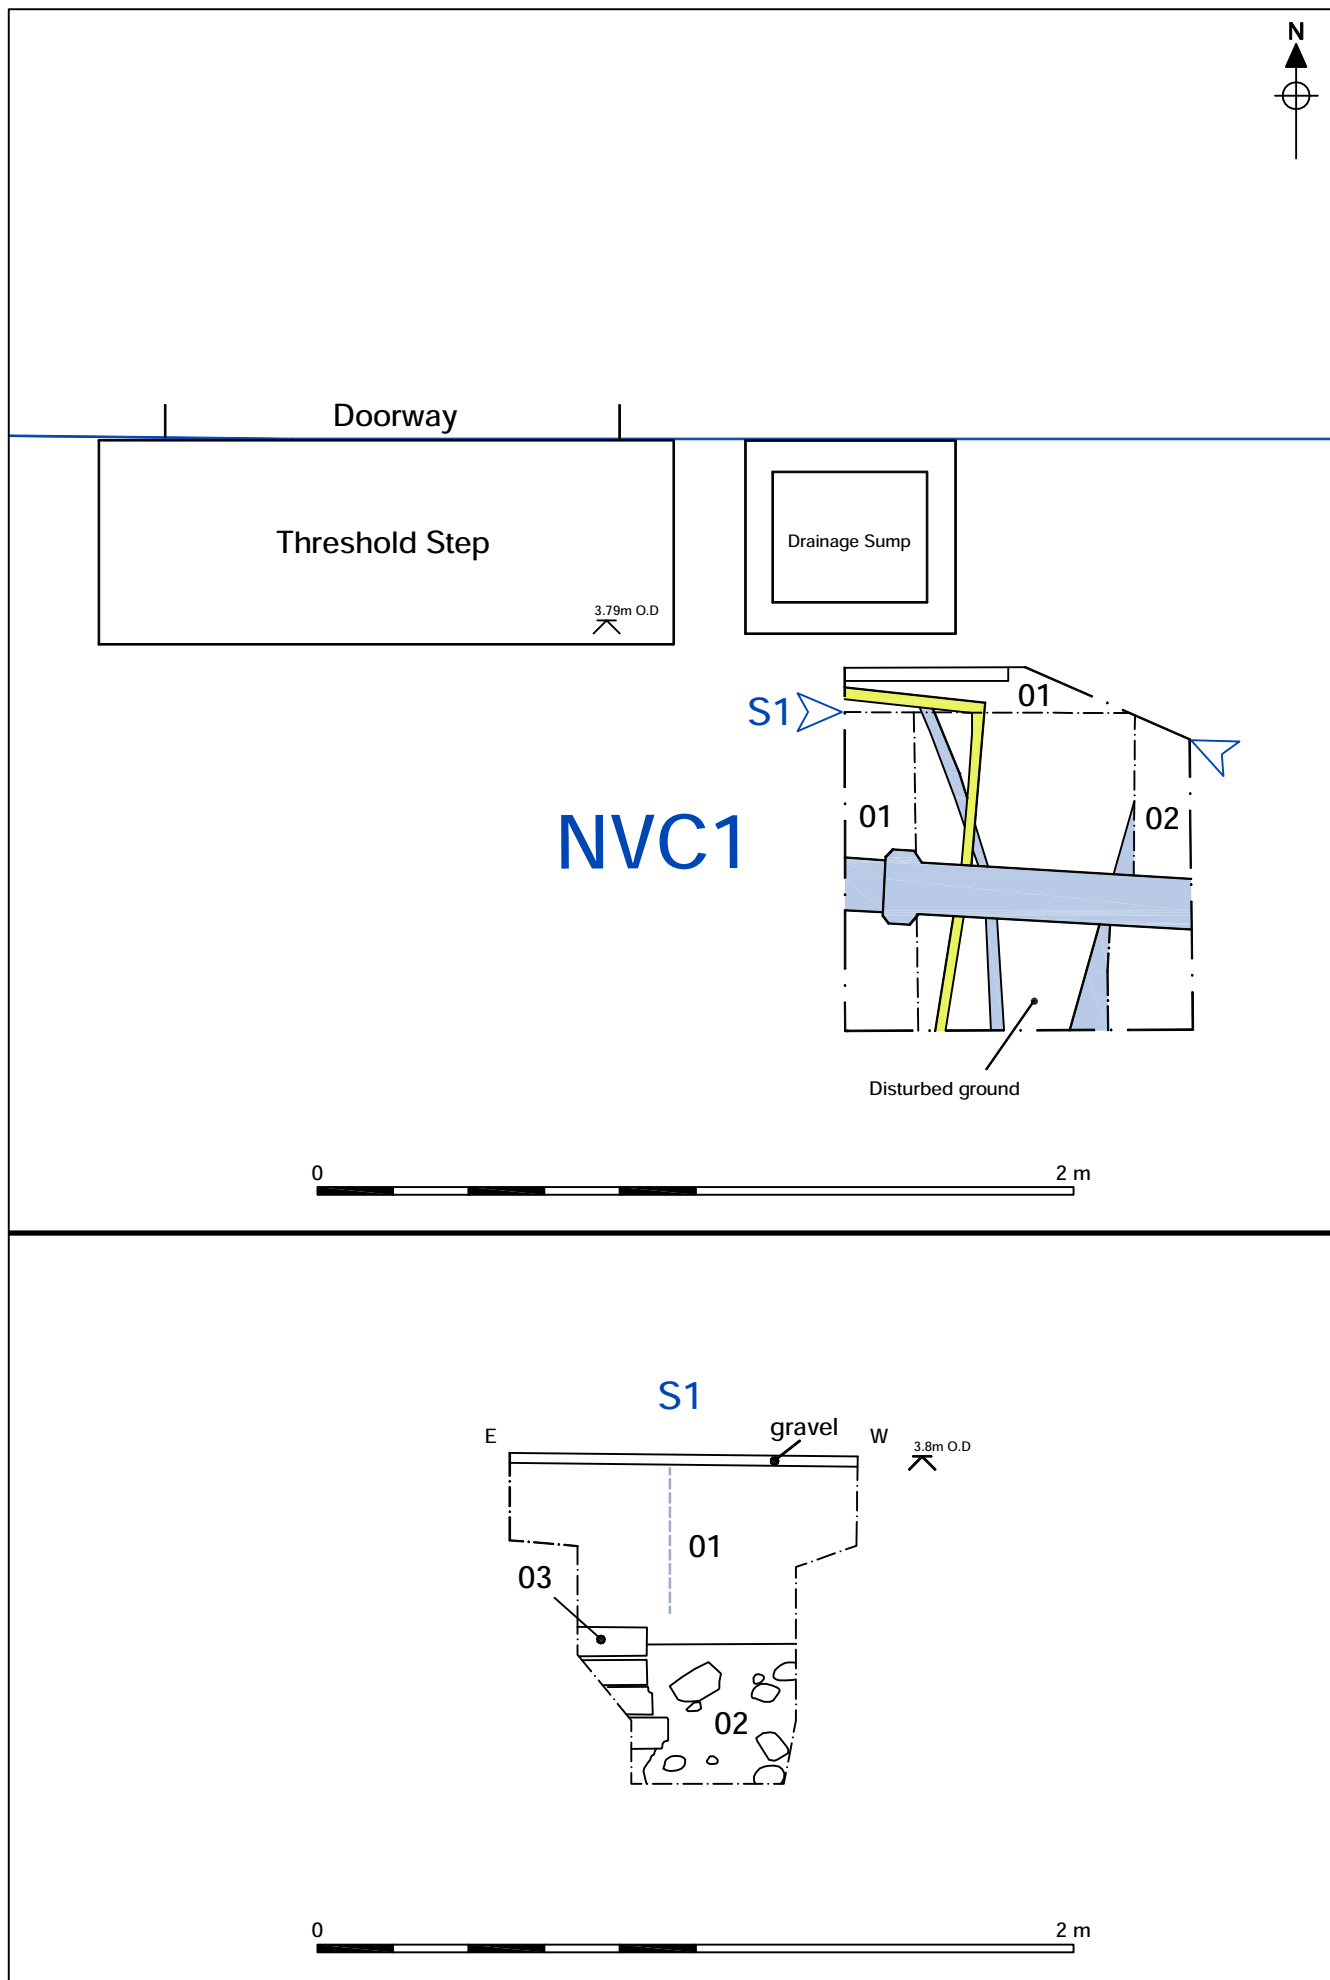 N
Doorway
Threshold Step
Drainage Sump
3.79m O.D
01
S1
01
02
NVC1
Disturbed ground
0
2 m
S1
E
gravel
W
3.8m O.D
01
03
02
0
2 m